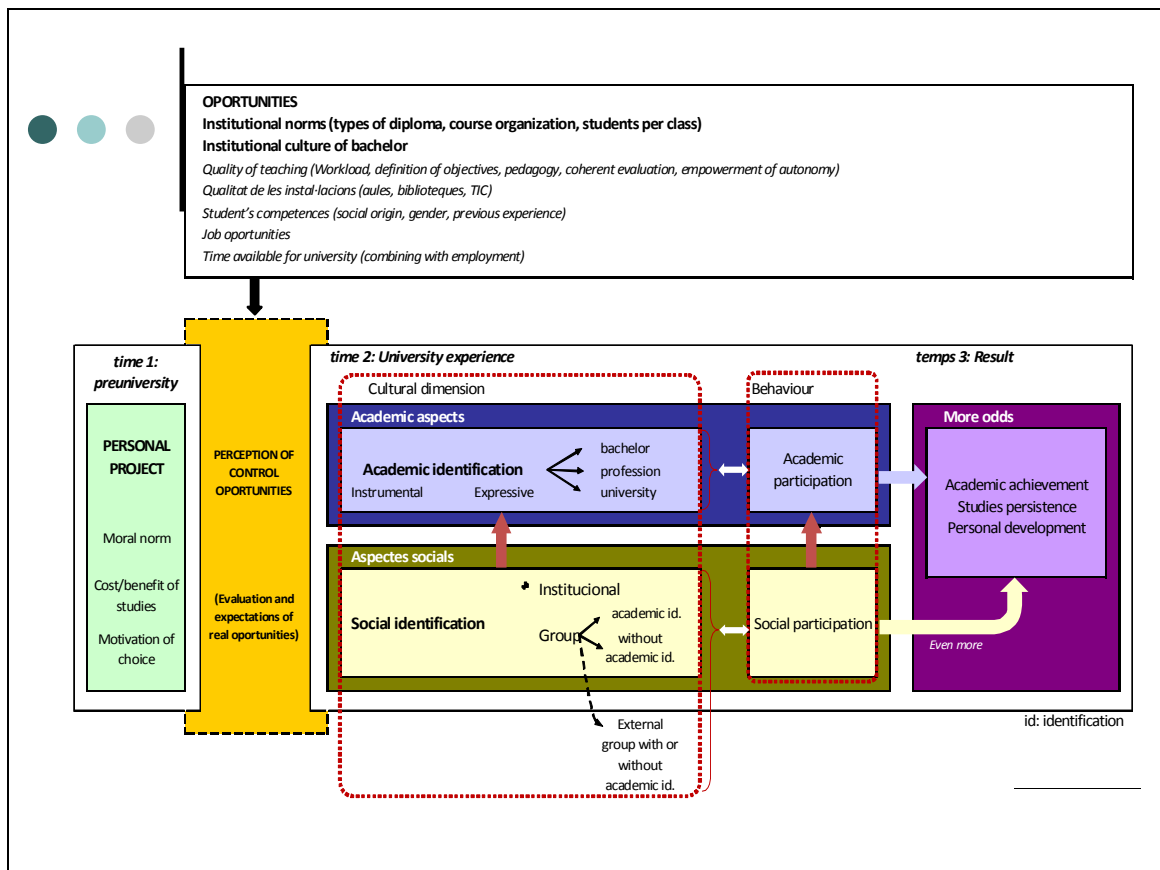 OPORTUNITIES
Institutional norms (types of diploma, course organization, students per class)
Institutional culture of bachelor
Quality of teaching (Workload, definition of objectives, pedagogy, coherent evaluation, empowerment of autonomy)
Qualitat de les instal·lacions (aules, biblioteques, TIC)
Student's competences (social origin, gender, previous experience)
Job oportunities
Time available for university (combining with employment)
time 1:
preuniversity
PERSONAL
PROJECT
Moral norm
Cost/benefit of
studies
Motivation of
choice
PERCEPTION OF
CONTROL
OPORTUNITIES
(Evaluation and
expectations of
real oportunities)
time 2: University experience
Cultural dimension
Behaviour
Academic aspects
Academic identification
Instrumental
Expressive
bachelor
profession
university
Academic
participation
Aspectes socials
Social identification
Institucional
Group
academic id.
without
academic id.
Social participation
External
group with or
without
academic id.
temps 3: Result
More odds
Academic achievement
Studies persistence
Personal development
Even more
id: identification